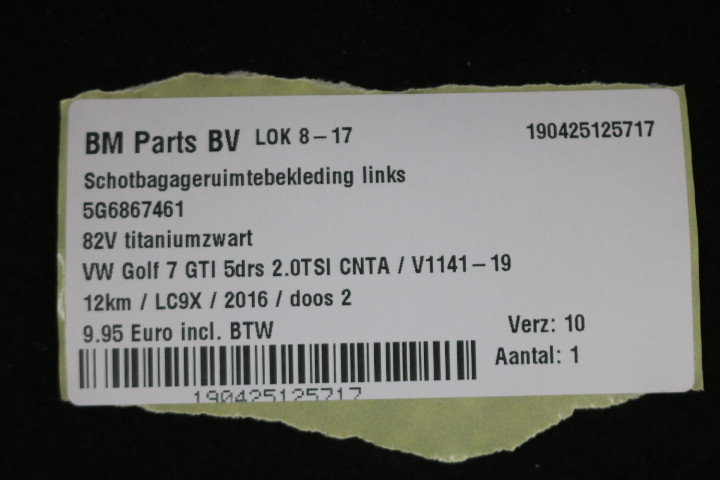 BM Parts BV LOK 8-17 190425125717
Schotbagageruimtebekleding links
5G6867461
82V titaniumzwart
VW Golf 7 GTI 5drs 2.0TSI CNTA / V1141-19
12km / LC9X / 2016 / doos 2
9.95 Euro incl. BTW Verz: 10
Aantal: 1
190425125717